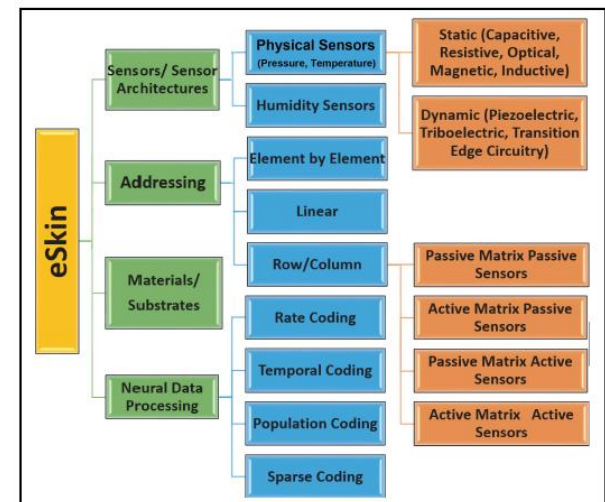 eSkin
Sensors/ Sensor
Architectures
Addressing
Materials/
Substrates
Neural Data
Processing
Physical Sensors
(Pressure, Temperature)
Humidity Sensors
Element by Element
Linear
Row/Column
Rate Coding
Temporal Coding
Population Coding
Sparse Coding
Static (Capacitive,
Resistive, Optical,
Magnetic, Inductive)
Dynamic (Piezoelectric,
Triboelectric, Transition
Edge Circuitry)
Passive Matrix Passive
Sensors
Active Matrix Passive
Sensors
Passive Matrix Active
Sensors
Active Matrix Active
Sensors